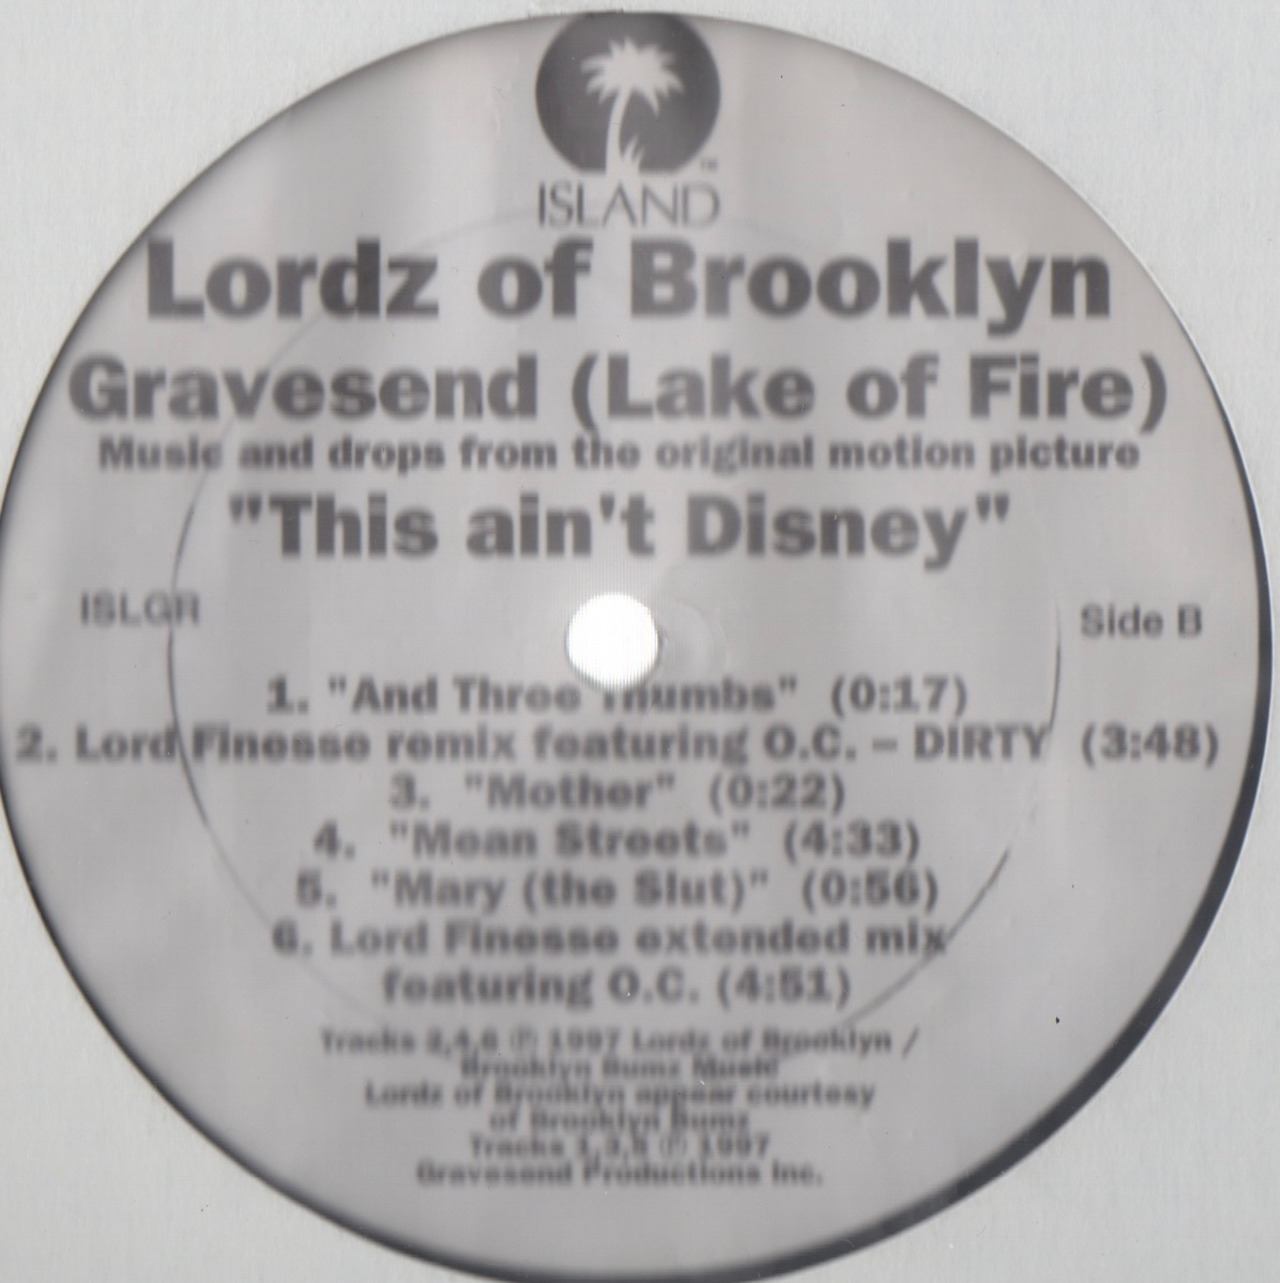 ISLAND
™
Lordz of Brooklyn
Gravesend (Lake of Fire)
Music and drops from the original motion picture
"This ain't Disney"
ISLGR
Side B
1. "And Three Thumbs" (0:17)
2. Lord Finesse remix featuring O.C. – DIRTY (3:48)
3. "Mother" (0:22)
4. "Mean Streets" (4:33)
5. "Mary (the Slut)" (0:56)
6. Lord Finesse extended mix
featuring O.C. (4:51)
Tracks 2,4,6 ℗ 1997 Lordz of Brooklyn /
Brooklyn Bumz Music
Lordz of Brooklyn appear courtesy
of Brooklyn Bumz
Tracks 1,3,5 ℗ 1997
Gravesend Productions Inc.